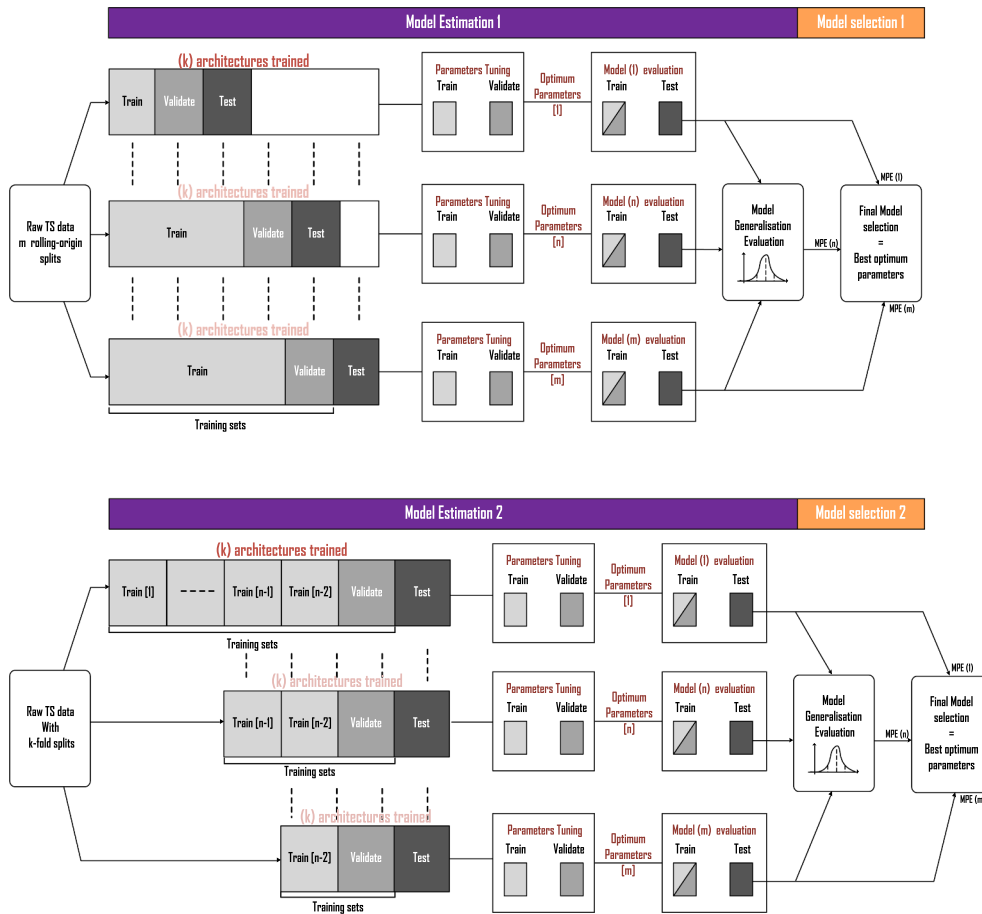 Model Estimation 1
Model selection 1
(k) architectures trained
Train
Validate
Test
Parameters Tuning
Train
Validate
Optimum
Parameters
[1]
Model (1) evaluation
Train
Test
MPE (1)
Raw TS data
m rolling-origin
splits
(k) architectures trained
Train
Validate
Test
Parameters Tuning
Train
Validate
Optimum
Parameters
[n]
Model (n) evaluation
Train
Test
Model
Generalisation
Evaluation
MPE (n)
Final Model
selection
=
Best optimum
parameters
MPE (m)
(k) architectures trained
Train
Validate
Test
Training sets
Parameters Tuning
Train
Validate
Optimum
Parameters
[m]
Model (m) evaluation
Train
Test
Model Estimation 2
Model selection 2
(k) architectures trained
Train [1]
Train [n-1]
Train [n-2]
Validate
Test
Training sets
Parameters Tuning
Train
Validate
Optimum
Parameters
[1]
Model (1) evaluation
Train
Test
MPE (1)
Raw TS data
With
k-fold splits
(k) architectures trained
Train [n-1]
Train [n-2]
Validate
Test
Training sets
Parameters Tuning
Train
Validate
Optimum
Parameters
[n]
Model (n) evaluation
Train
Test
Model
Generalisation
Evaluation
MPE (n)
Final Model
selection
=
Best optimum
parameters
MPE (m)
(k) architectures trained
Train [n-2]
Validate
Test
Training sets
Parameters Tuning
Train
Validate
Optimum
Parameters
[m]
Model (m) evaluation
Train
Test